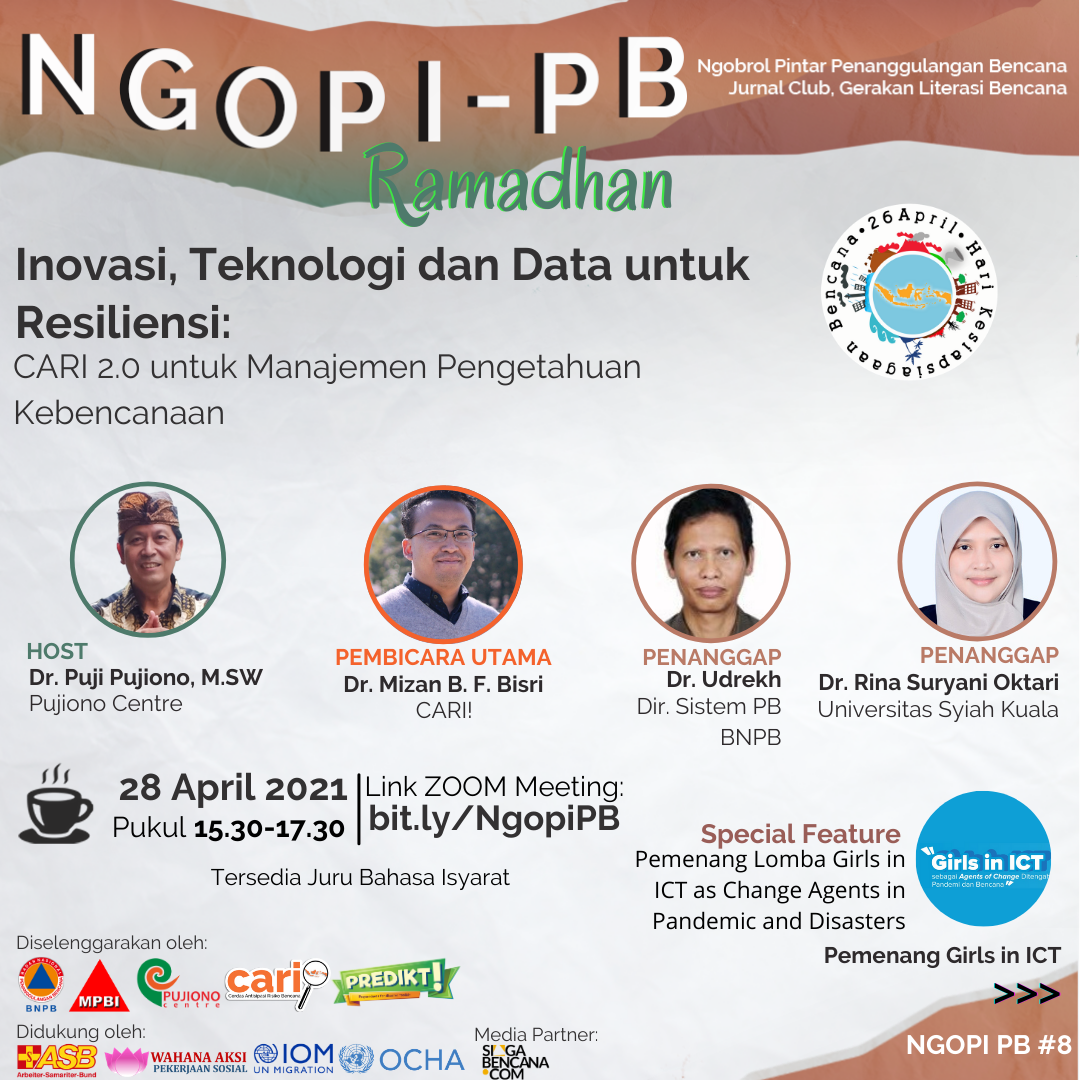 NGOPI-PB
Ngobrol Pintar Penanggulangan Bencana
Jurnal Club, Gerakan Literasi Bencana
Ramadhan
26 April • Hari Kesiapsiagaan Bencana •
Inovasi, Teknologi dan Data untuk
Resiliensi:
CARI 2.0 untuk Manajemen Pengetahuan
Kebencanaan
HOST
Dr. Puji Pujiono, M.SW
Pujiono Centre
PEMBICARA UTAMA
Dr. Mizan B. F. Bisri
CARI!
PENANGGAP
Dr. Udrekh
Dir. Sistem PB
BNPB
PENANGGAP
Dr. Rina Suryani Oktari
Universitas Syiah Kuala
28 April 2021
Pukul 15.30-17.30
Link ZOOM Meeting:
bit.ly/NgopiPB
Tersedia Juru Bahasa Isyarat
Special Feature
Pemenang Lomba Girls in
ICT as Change Agents in
Pandemic and Disasters
"Girls in ICT
sebagai Agents of Change Ditengah
Pandemi dan Bencana"
Pemenang Girls in ICT
>>>
NGOPI PB #8
Diselenggarakan oleh:
BNPB
MPBI
PUJIONO
centre
cari
Cerdas Antisipasi Risiko Bencana
PREDIKT!
Didukung oleh:
ASB
Arbeiter-Samariter-Bund
WAHANA AKSI
PEKERJAAN SOSIAL
IOM
UN MIGRATION
OCHA
Media Partner:
SIAGA
BENCANA
.COM